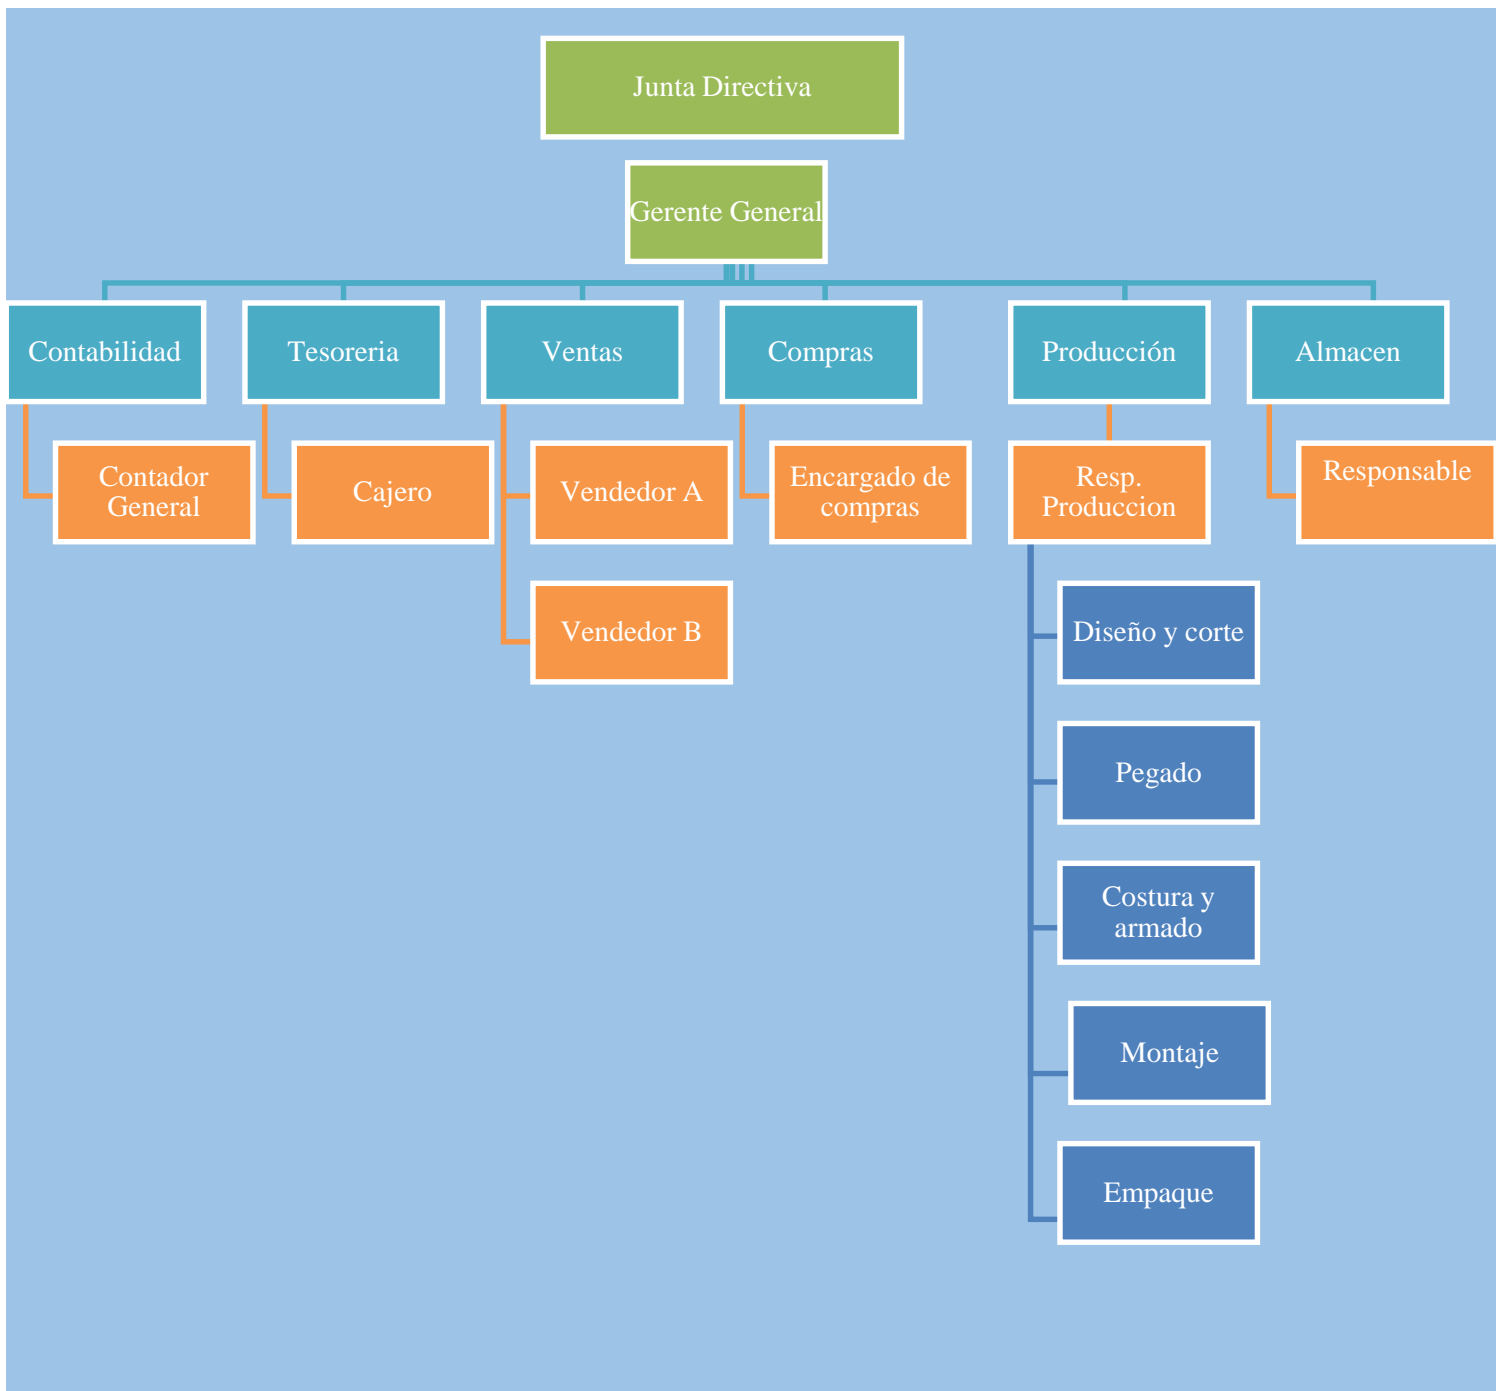 Junta Directiva
Gerente General
Contabilidad
Tesoreria
Ventas
Compras
Producción
Almacen
Contador
General
Cajero
Vendedor A
Encargado de
compras
Resp.
Produccion
Responsable
Vendedor B
Diseño y corte
Pegado
Costura y
armado
Montaje
Empaque